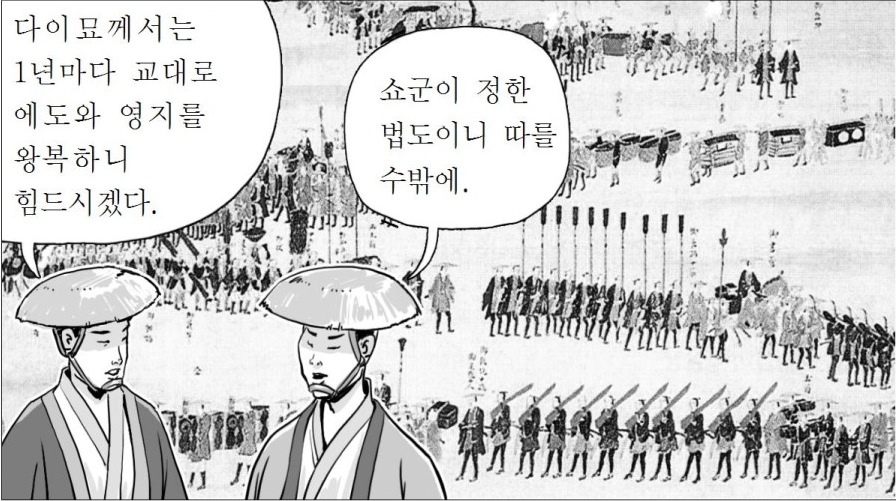 다이묘께서는
1년마다 교대로
에도와 영지를
왕복하니
힘드시겠다.
쇼군이 정한
법도이니 따를
수밖에.